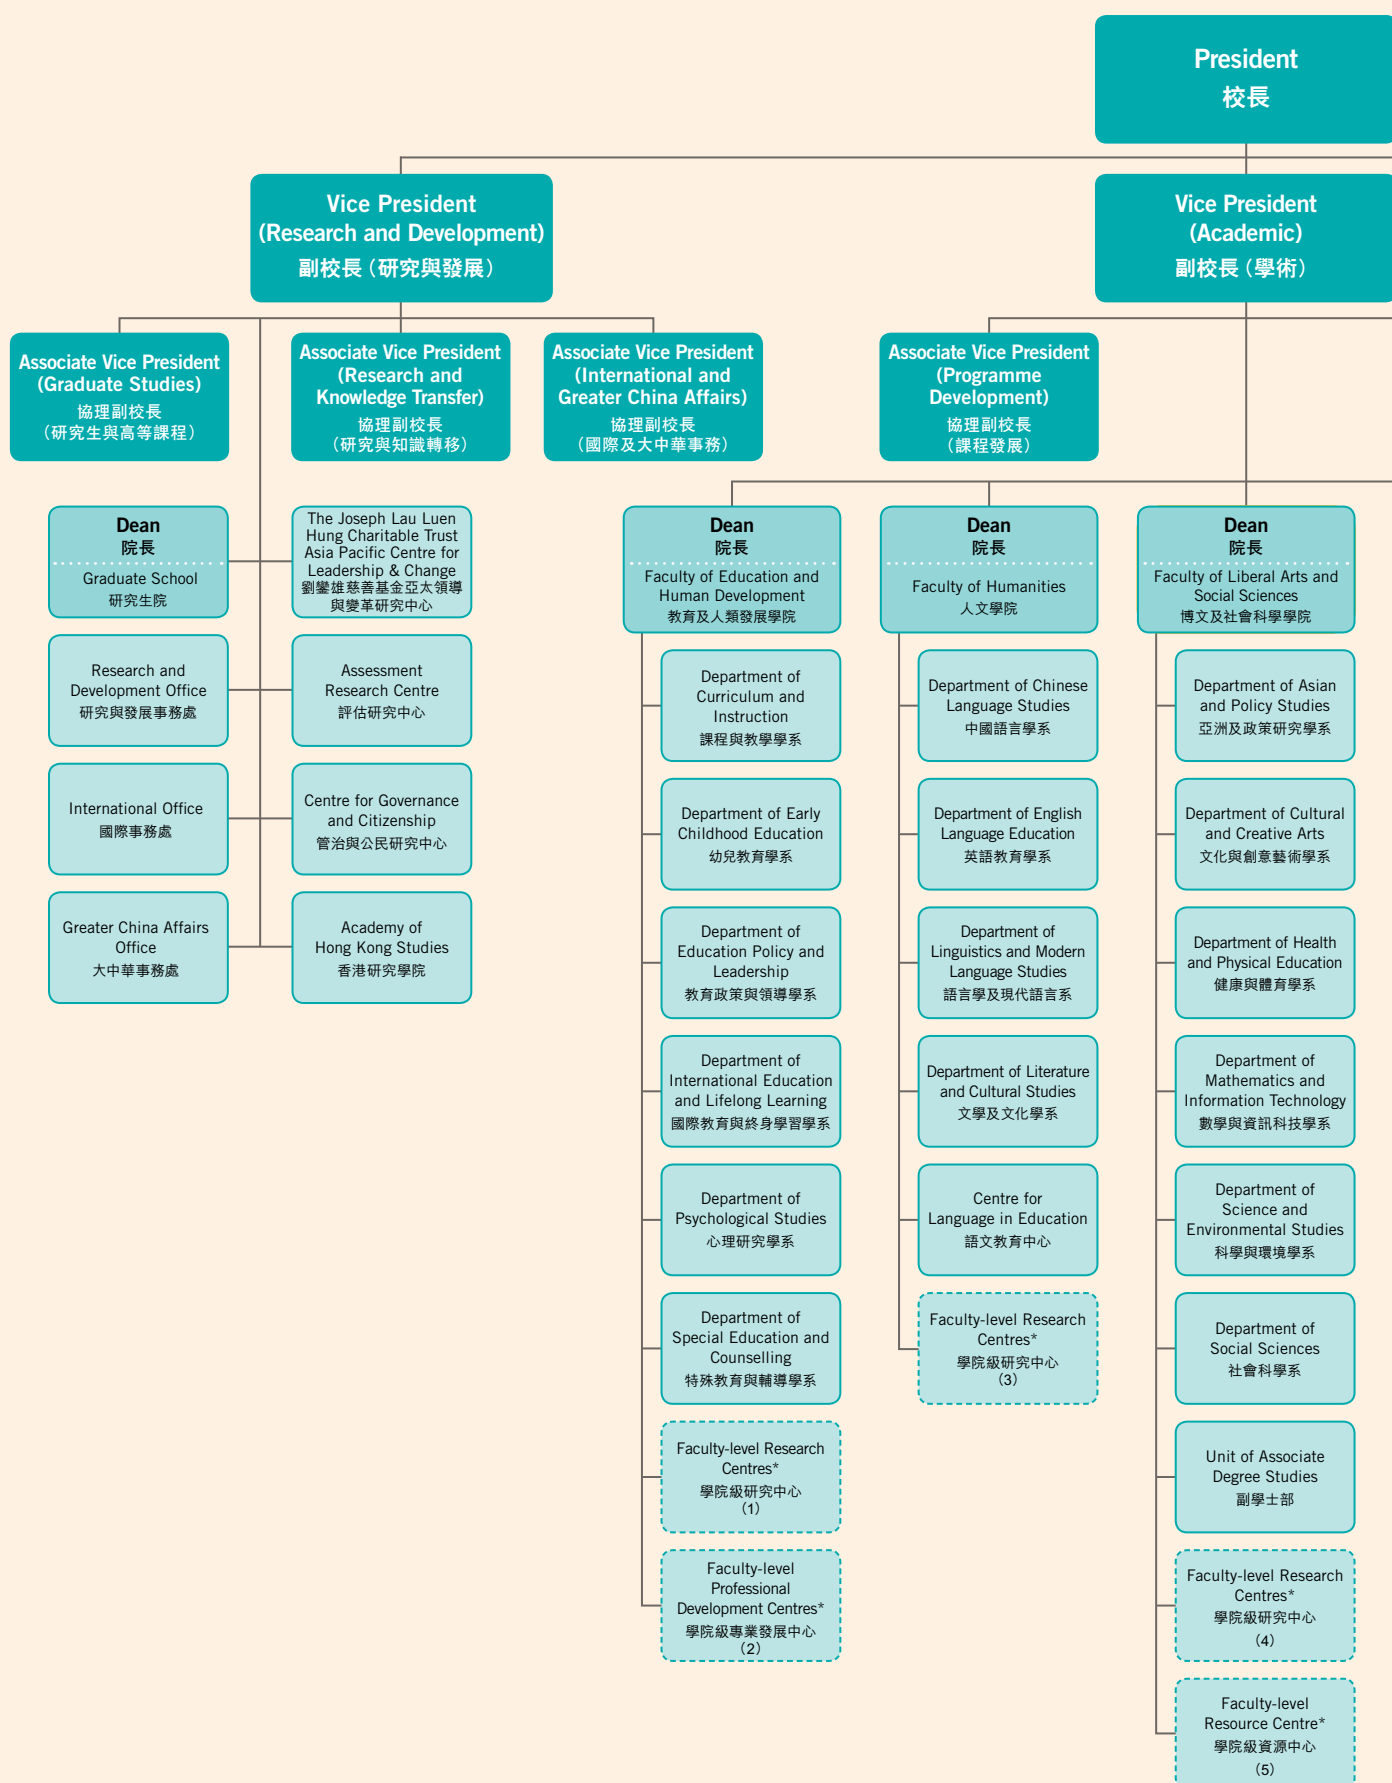 President
校長
Vice President
(Research and Development)
副校長（研究與發展）
Vice President
(Academic)
副校長（學術）
Associate Vice President
(Graduate Studies)
協理副校長
（研究生與高等課程）
Associate Vice President
(Research and
Knowledge Transfer)
協理副校長
（研究與知識轉移）
Associate Vice President
(International and
Greater China Affairs)
協理副校長
（國際及大中華事務）
Associate Vice President
(Programme
Development)
協理副校長
（課程發展）
Dean
院長
Graduate School
研究生院
The Joseph Lau Luen
Hung Charitable Trust
Asia Pacific Centre for
Leadership & Change
劉鑾雄慈善基金亞太領導
與變革研究中心
Research and
Development Office
研究與發展事務處
Assessment
Research Centre
評估研究中心
International Office
國際事務處
Centre for Governance
and Citizenship
管治與公民研究中心
Greater China Affairs
Office
大中華事務處
Academy of
Hong Kong Studies
香港研究學院
Dean
院長
Faculty of Education and
Human Development
教育及人類發展學院
Department of
Curriculum and
Instruction
課程與教學學系
Department of Early
Childhood Education
幼兒教育學系
Department of
Education Policy and
Leadership
教育政策與領導學系
Department of
International Education
and Lifelong Learning
國際教育與終身學習學系
Department of
Psychological Studies
心理研究學系
Department of
Special Education and
Counselling
特殊教育與輔導學系
Faculty-level Research
Centres*
學院級研究中心
（1）
Faculty-level
Professional
Development Centres*
學院級專業發展中心
（2）
Dean
院長
Faculty of Humanities
人文學院
Department of Chinese
Language Studies
中國語言學系
Department of English
Language Education
英語教育學系
Department of
Linguistics and Modern
Language Studies
語言學及現代語言系
Department of Literature
and Cultural Studies
文學及文化學系
Centre for
Language in Education
語文教育中心
Faculty-level Research
Centres*
學院級研究中心
（3）
Dean
院長
Faculty of Liberal Arts and
Social Sciences
博文及社會科學學院
Department of Asian
and Policy Studies
亞洲及政策研究學系
Department of Cultural
and Creative Arts
文化與創意藝術學系
Department of Health
and Physical Education
健康與體育學系
Department of
Mathematics and
Information Technology
數學與資訊科技學系
Department of
Science and
Environmental Studies
科學與環境學系
Department of
Social Sciences
社會科學系
Unit of Associate
Degree Studies
副學士部
Faculty-level Research
Centres*
學院級研究中心
（4）
Faculty-level
Resource Centre*
學院級資源中心
（5）